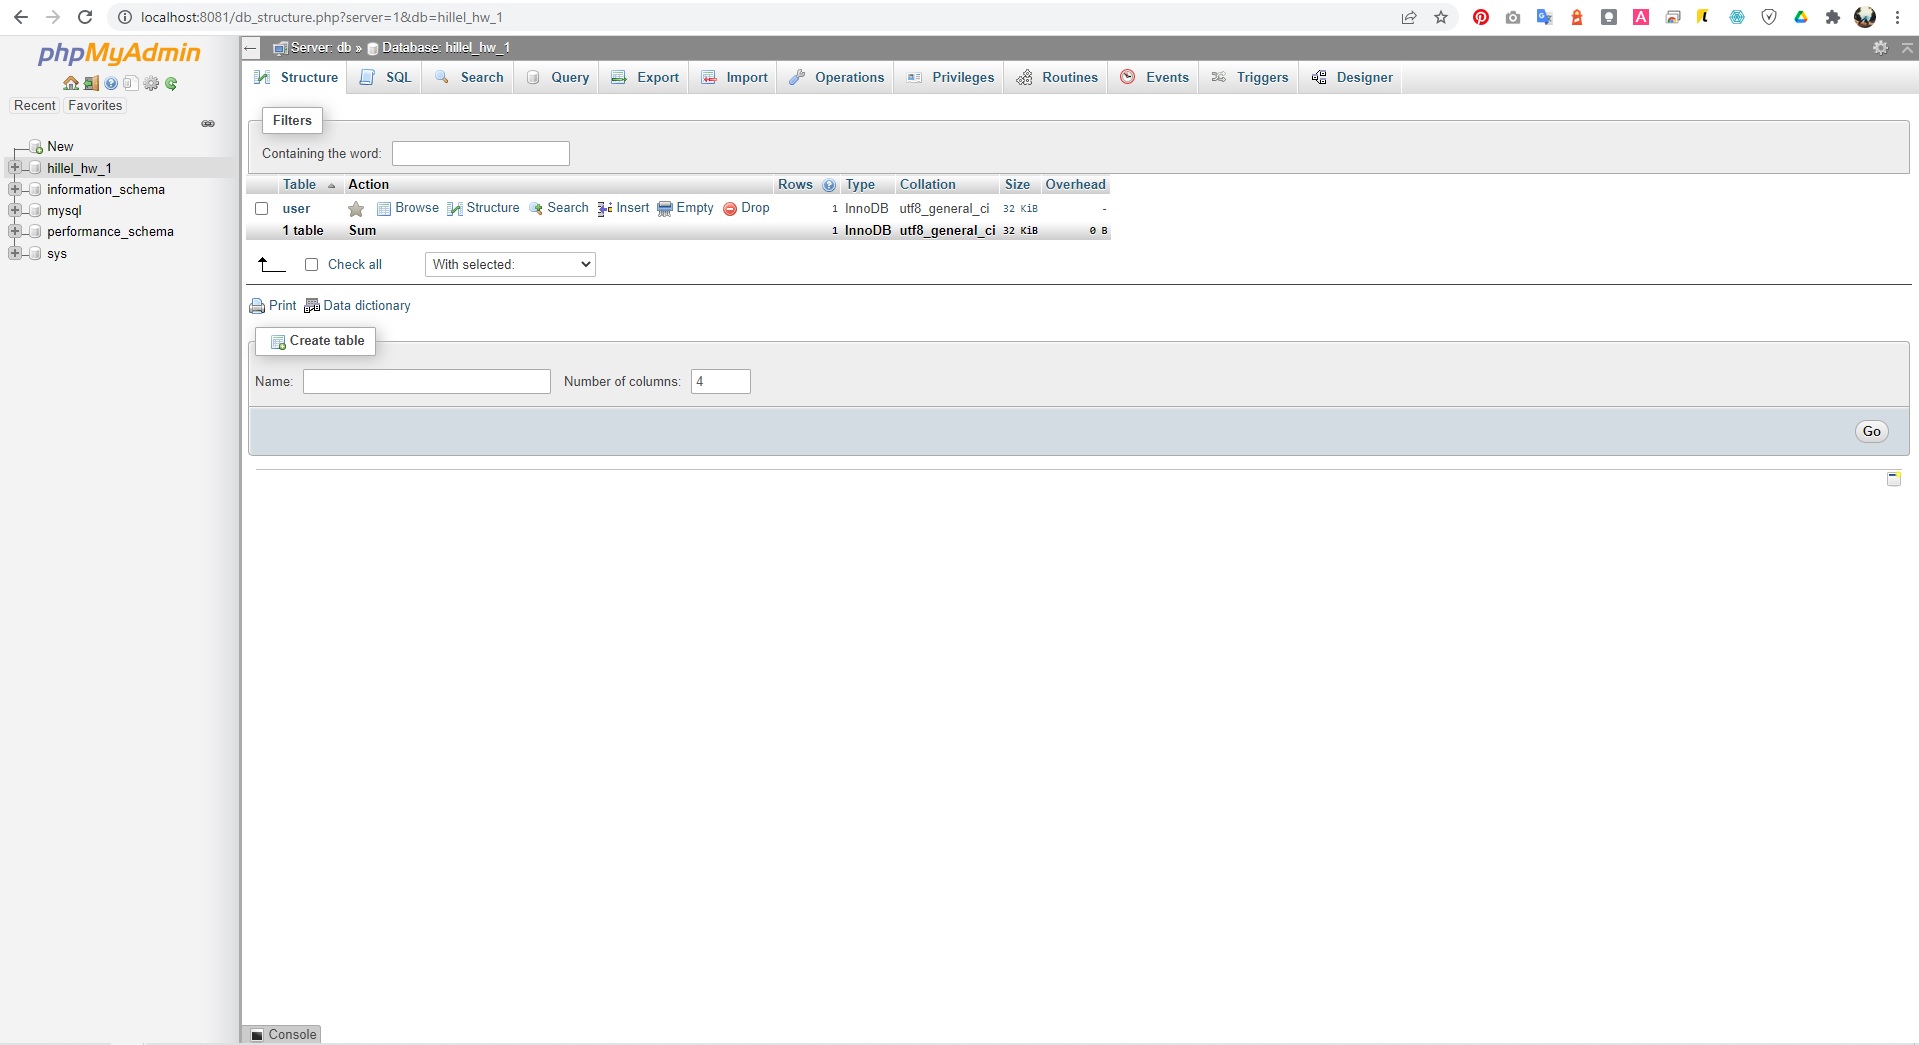 localhost:8081/db_structure.php?server=1&db=hillel_hw_1
phpMyAdmin
Recent Favorites
New
hillel_hw_1
information_schema
mysql
performance_schema
sys
Server: db » Database: hillel_hw_1
Structure SQL Search Query Export Import Operations Privileges Routines Events Triggers Designer
Filters
Containing the word:
Table Action Rows Type Collation Size Overhead
user Browse Structure Search Insert Empty Drop 1 InnoDB utf8_general_ci 32 KiB -
1 table Sum 1 InnoDB utf8_general_ci 32 KiB 0 B
Check all With selected:
Print Data dictionary
Create table
Name: Number of columns: 4
Go
Console